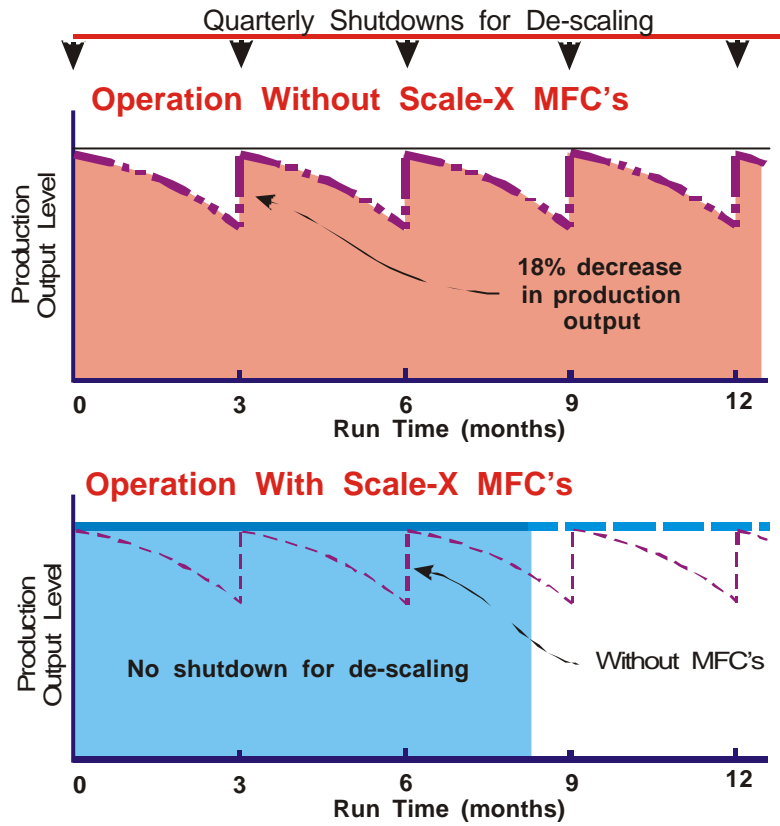 Quarterly Shutdowns for De-scaling
Operation Without Scale-X MFC's
Production
Output Level
18% decrease
in production
output
0 3 6 9 12
Run Time (months)
Operation With Scale-X MFC's
Production
Output Level
No shutdown for de-scaling
Without MFC's
0 3 6 9 12
Run Time (months)